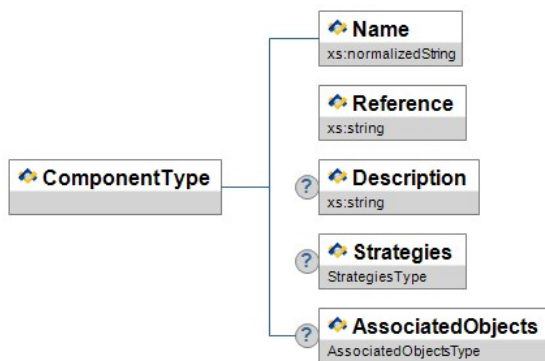 Name
xs:normalizedString
Reference
xs:string
ComponentType
? Description
xs:string
? Strategies
StrategiesType
? AssociatedObjects
AssociatedObjectsType